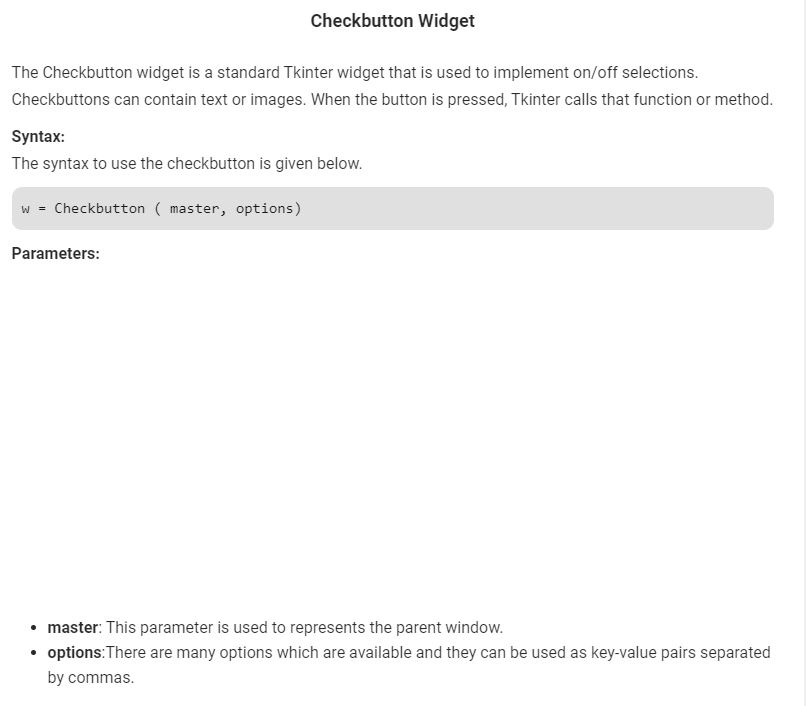 Checkbutton Widget
The Checkbutton widget is a standard Tkinter widget that is used to implement on/off selections.
Checkbuttons can contain text or images. When the button is pressed, Tkinter calls that function or method.
Syntax:
The syntax to use the checkbutton is given below.
w = Checkbutton ( master, options)
Parameters:
• master: This parameter is used to represents the parent window.
• options:There are many options which are available and they can be used as key-value pairs separated
by commas.